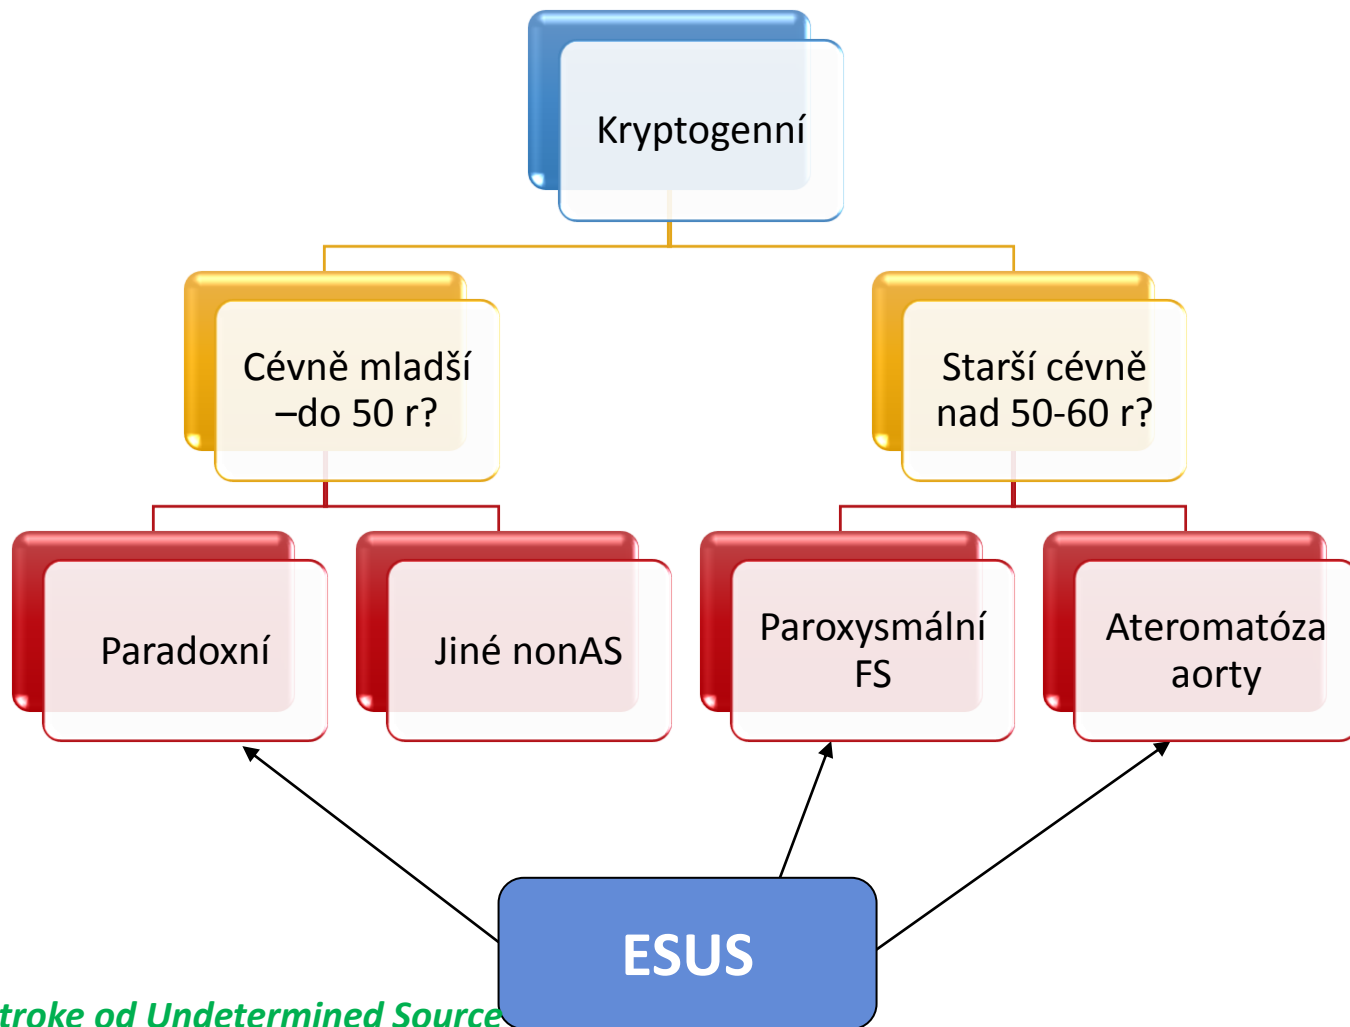 Kryptogenní
Cévně mladší
–do 50 r?
Starší cévně
nad 50-60 r?
Paradoxní
Jiné nonAS
Paroxysmální
FS
Ateromatóza
aorty
ESUS
troke od Undetermined Source